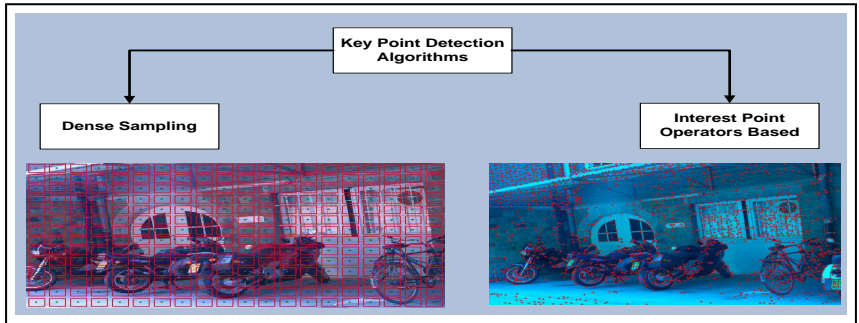 Key Point Detection
Algorithms
Dense Sampling
Interest Point
Operators Based